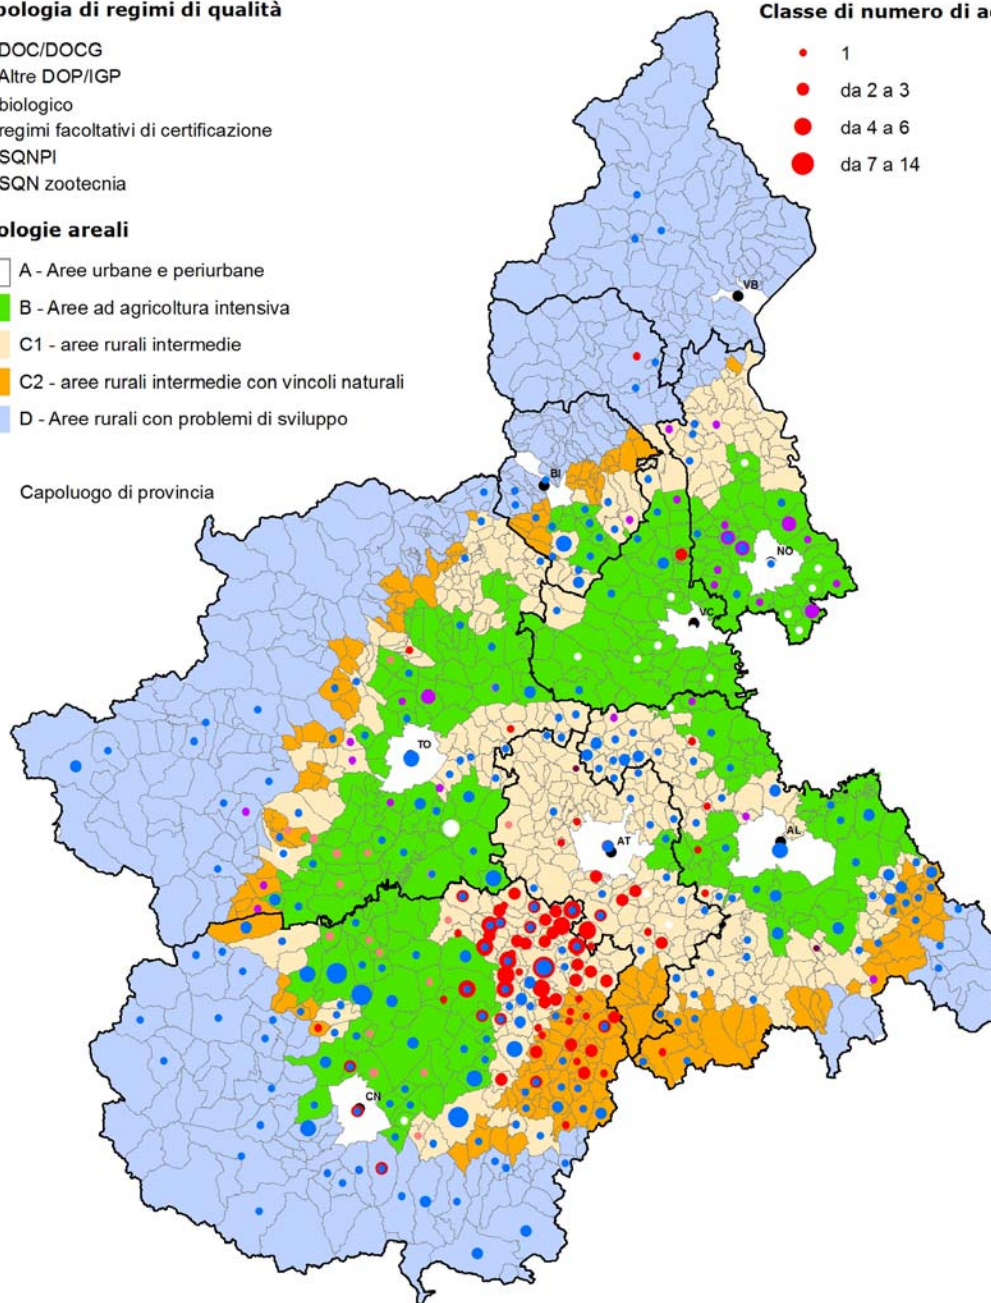 pologia di regimi di qualità
DOC/DOCG
Altre DOP/IGP
biologico
regimi facoltativi di certificazione
SQNPI
SQN zootecnia
ologie areali
A - Aree urbane e periurbane
B - Aree ad agricoltura intensiva
C1 - aree rurali intermedie
C2 - aree rurali intermedie con vincoli naturali
D - Aree rurali con problemi di sviluppo
Capoluogo di provincia
Classe di numero di a
1
da 2 a 3
da 4 a 6
da 7 a 14
VB
BI
NO
VC
TO
AT
AL
CN